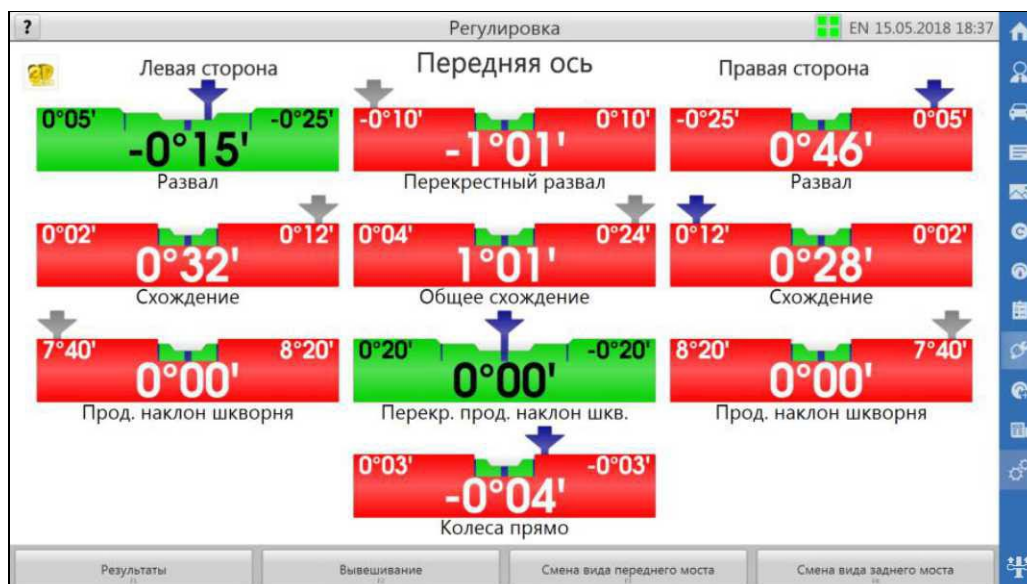 ? Регулировка EN 15.05.2018 18:37
2D Левая сторона Передняя ось Правая сторона
0°05' -0°25' -0°10' 0°10' -0°25' 0°05'
-0°15' -1°01' 0°46'
Развал Перекрестный развал Развал
0°02' 0°12' 0°04' 0°24' 0°12' 0°02'
0°32' 1°01' 0°28'
Схождение Общее схождение Схождение
7°40' 8°20' 0°20' -0°20' 8°20' 7°40'
0°00' 0°00' 0°00'
Прод. наклон шкворня Перекр. прод. наклон шкв. Прод. наклон шкворня
0°03' -0°03'
-0°04'
Колеса прямо
Результаты Вывешивание Смена вида переднего моста Смена вида заднего моста